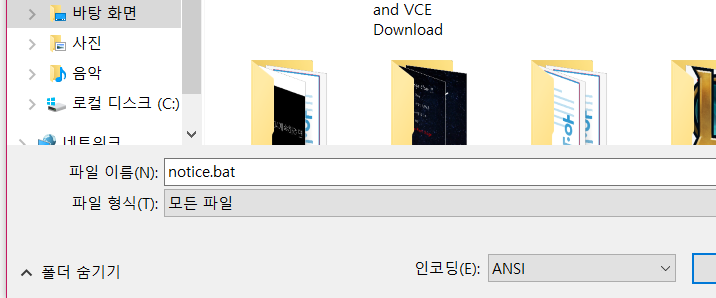 바탕 화면
사진
음악
로컬 디스크 (C:)
네트워크
and VCE
Download
파일 이름(N): notice.bat
파일 형식(T): 모든 파일
폴더 숨기기
인코딩(E): ANSI